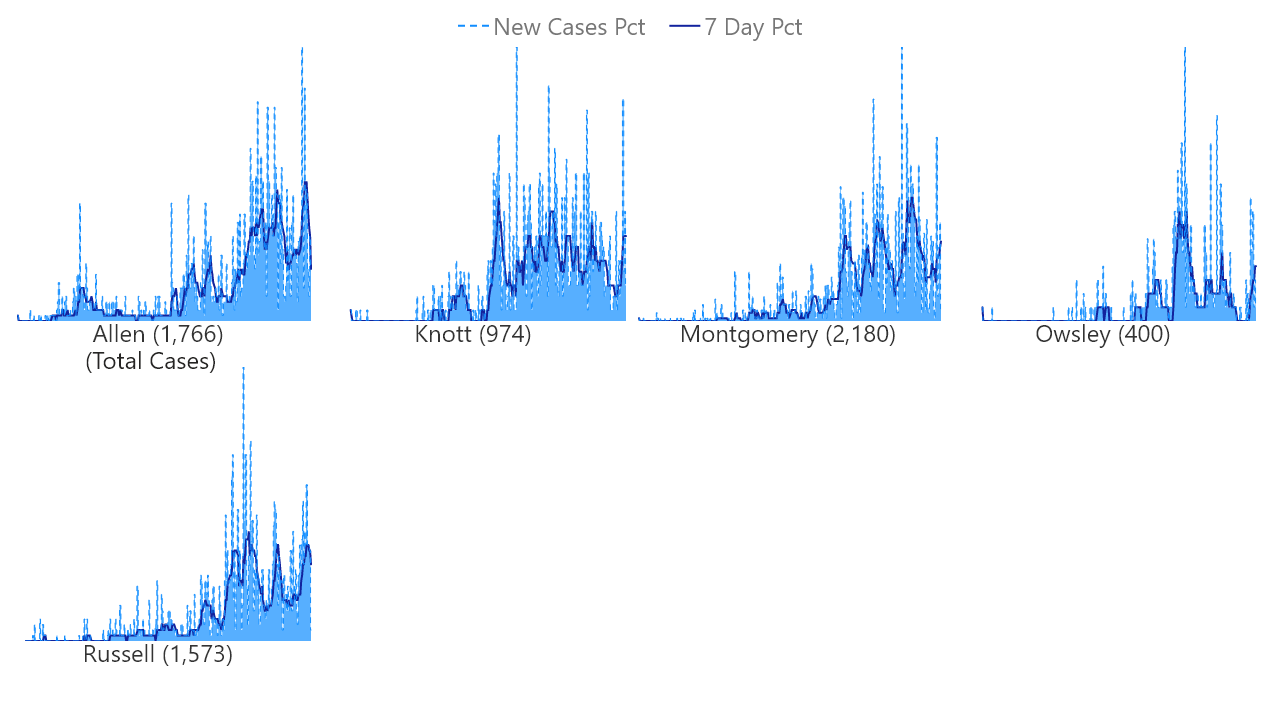 New Cases Pct 7 Day Pct
Allen (1,766) Knott (974) Montgomery (2,180) Owsley (400)
(Total Cases)
Russell (1,573)